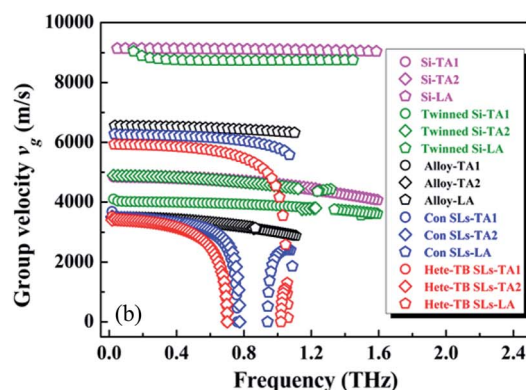 10000
8000
6000
4000
2000
0
Group velocity vg (m/s)
(b)
Si-TA1
Si-TA2
Si-LA
Twinned Si-TA1
Twinned Si-TA2
Twinned Si-LA
Alloy-TA1
Alloy-TA2
Alloy-LA
Con SLs-TA1
Con SLs-TA2
Con SLs-LA
Hete-TB SLs-TA1
Hete-TB SLs-TA2
Hete-TB SLs-LA
0.0 0.4 0.8 1.2 1.6 2.0
Frequency (THz)